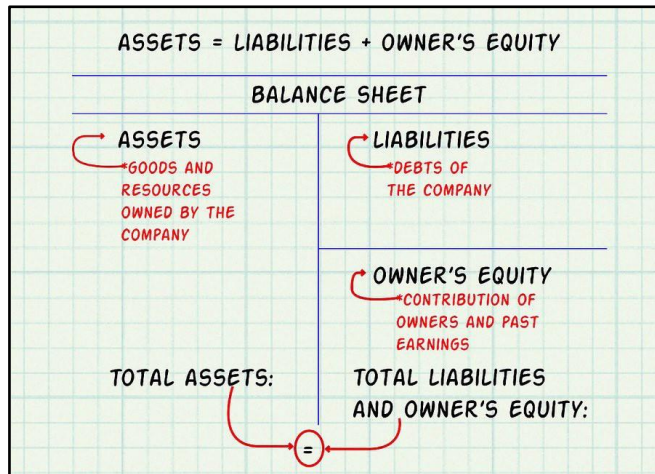 ASSETS = LIABILITIES + OWNER'S EQUITY
BALANCE SHEET
ASSETS
*GOODS AND
RESOURCES
OWNED BY THE
COMPANY
LIABILITIES
*DEBTS OF
THE COMPANY
OWNER'S EQUITY
*CONTRIBUTION OF
OWNERS AND PAST
EARNINGS
TOTAL ASSETS:
TOTAL LIABILITIES
AND OWNER'S EQUITY:
=